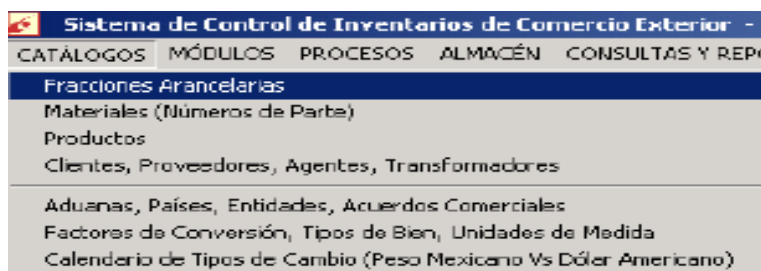 Sistema de Control de Inventarios de Comercio Exterior -
CATÁLOGOS MÓDULOS PROCESOS ALMACÉN CONSULTAS Y REP
Fracciones Arancelarias
Materiales (Números de Parte)
Productos
Clientes, Proveedores, Agentes, Transformadores
Aduanas, Países, Entidades, Acuerdos Comerciales
Factores de Conversión, Tipos de Bien, Unidades de Medida
Calendario de Tipos de Cambio (Peso Mexicano Vs Dólar Americano)